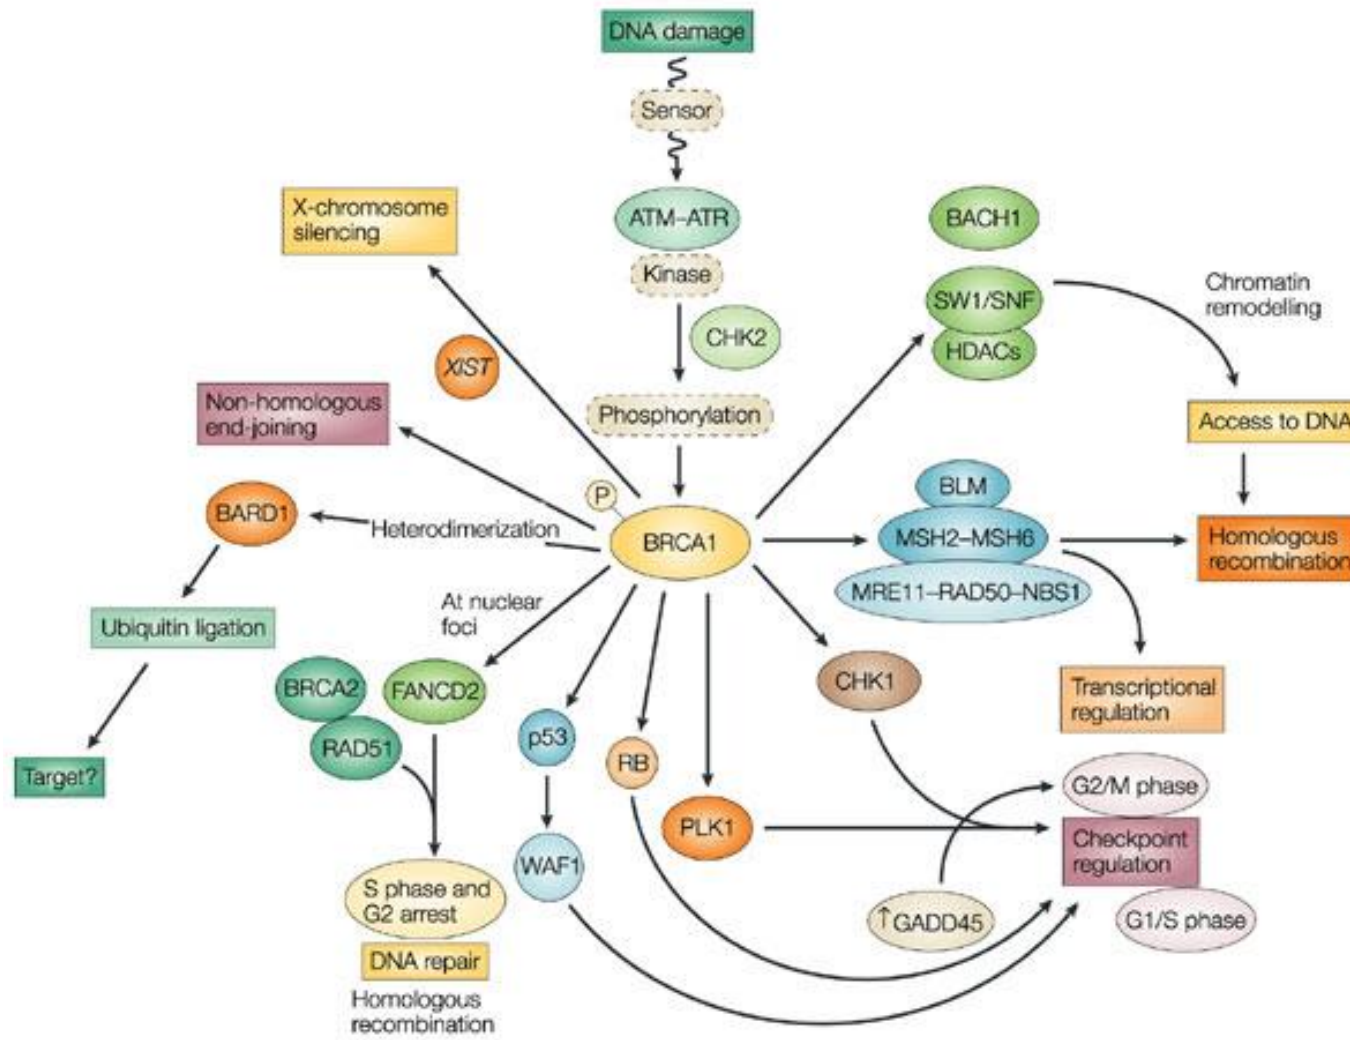 DNA damage
Sensor
X-chromosome
silencing
ATM–ATR
Kinase
BACH1
SW1/SNF
HDACs
Chromatin
remodelling
CHK2
XIST
Non-homologous
end-joining
Phosphorylation
Access to DNA
P
BRCA1
BARD1
Heterodimerization
BLM
MSH2–MSH6
MRE11–RAD50–NBS1
Homologous
recombination
At nuclear
foci
Ubiquitin ligation
BRCA2
FANCD2
RAD51
CHK1
Transcriptional
regulation
Target?
p53
RB
PLK1
G2/M phase
Checkpoint
regulation
WAF1
S phase and
G2 arrest
↑GADD45
G1/S phase
DNA repair
Homologous
recombination